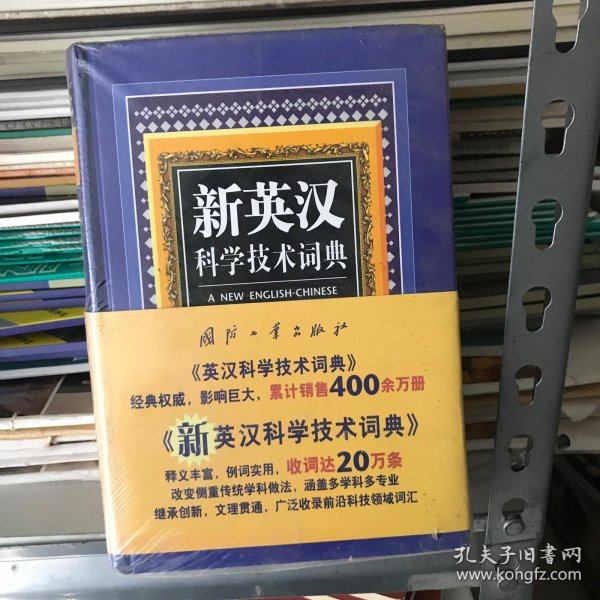 新英汉
科学技术词典
A NEW ENGLISH-CHINESE
国防工业出版社
《英汉科学技术词典》
经典权威，影响巨大，累计销售400余万册
《新英汉科学技术词典》
释义丰富，例词实用，收词达20万条
改变侧重传统学科做法，涵盖多学科多专业
继承创新，文理贯通，广泛收录前沿科技领域词汇
孔夫子旧书网
www.kongfz.com